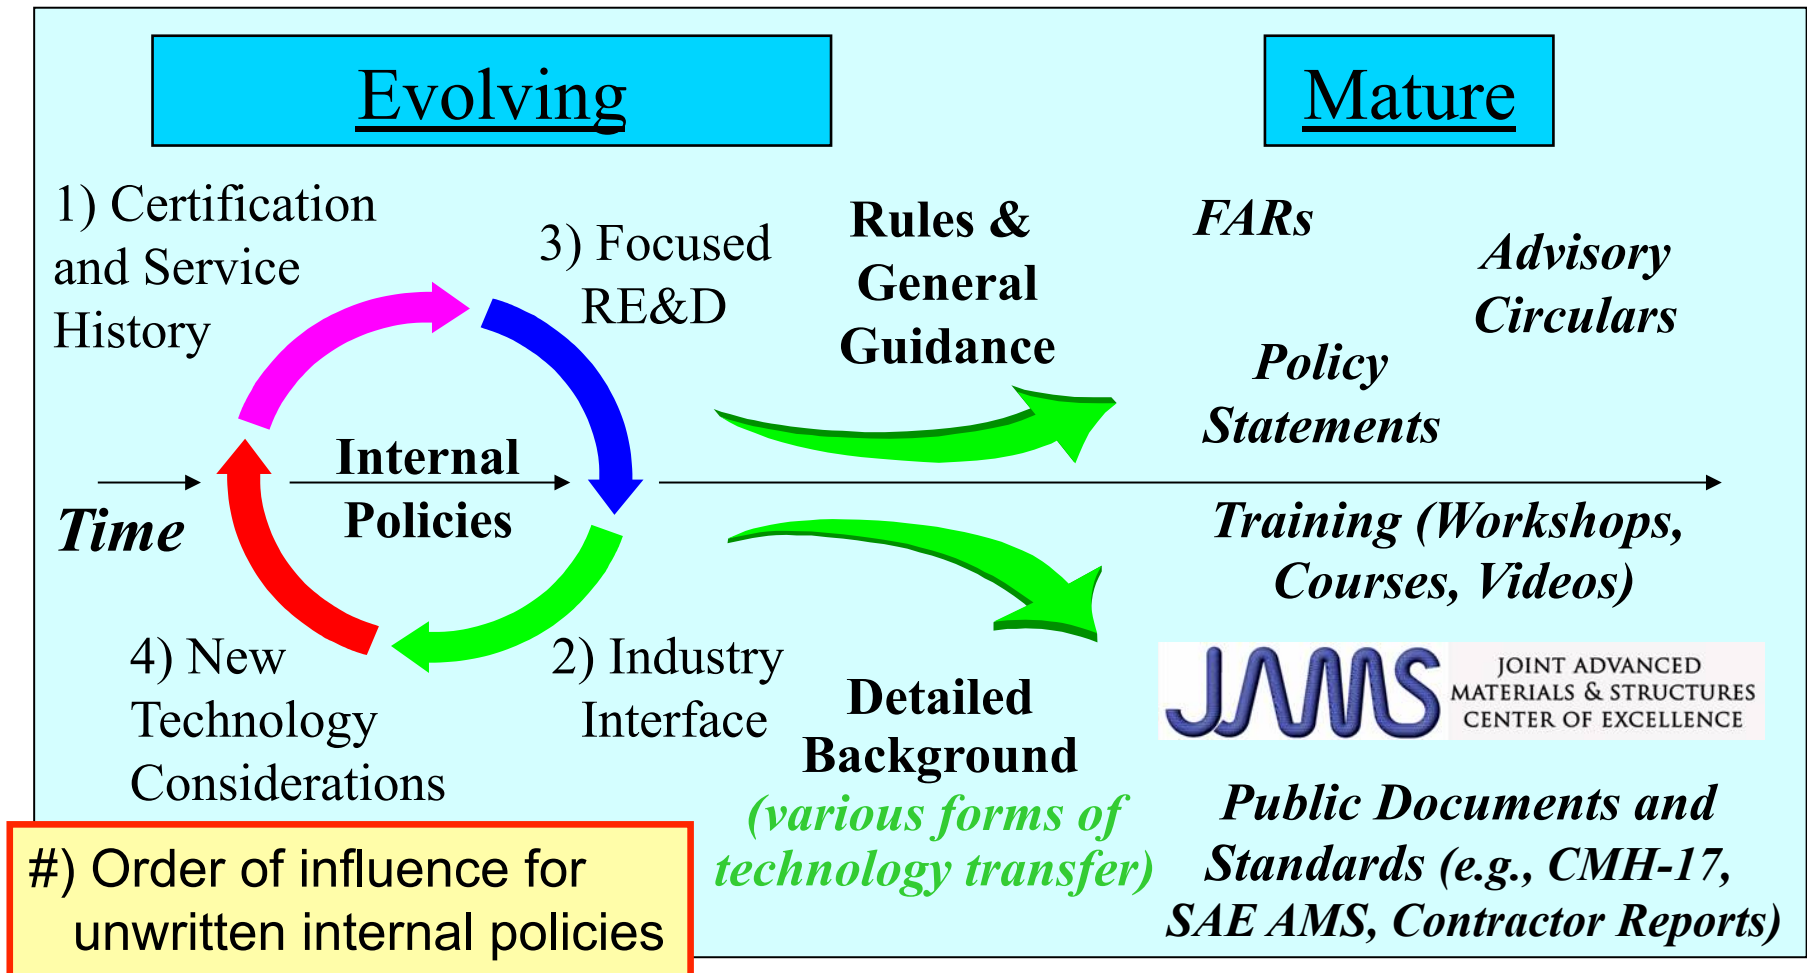 Evolving
Mature
1) Certification
and Service
History
3) Focused
RE&D
Rules &
General
Guidance
FARs
Advisory
Circulars
Policy
Statements
Internal
Policies
Time
Training (Workshops,
Courses, Videos)
4) New
Technology
Considerations
2) Industry
Interface
Detailed
Background
(various forms of
technology transfer)
JAMS
JOINT ADVANCED
MATERIALS & STRUCTURES
CENTER OF EXCELLENCE
Public Documents and
Standards (e.g., CMH-17,
SAE AMS, Contractor Reports)
#) Order of influence for
unwritten internal policies